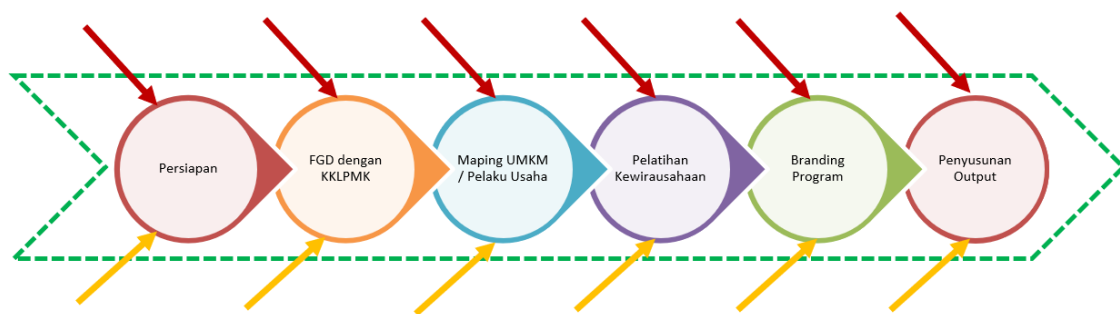 Persiapan
FGD dengan
KKLPMK
Maping UMKM
/ Pelaku Usaha
Pelatihan
Kewirausahaan
Branding
Program
Penyusunan
Output